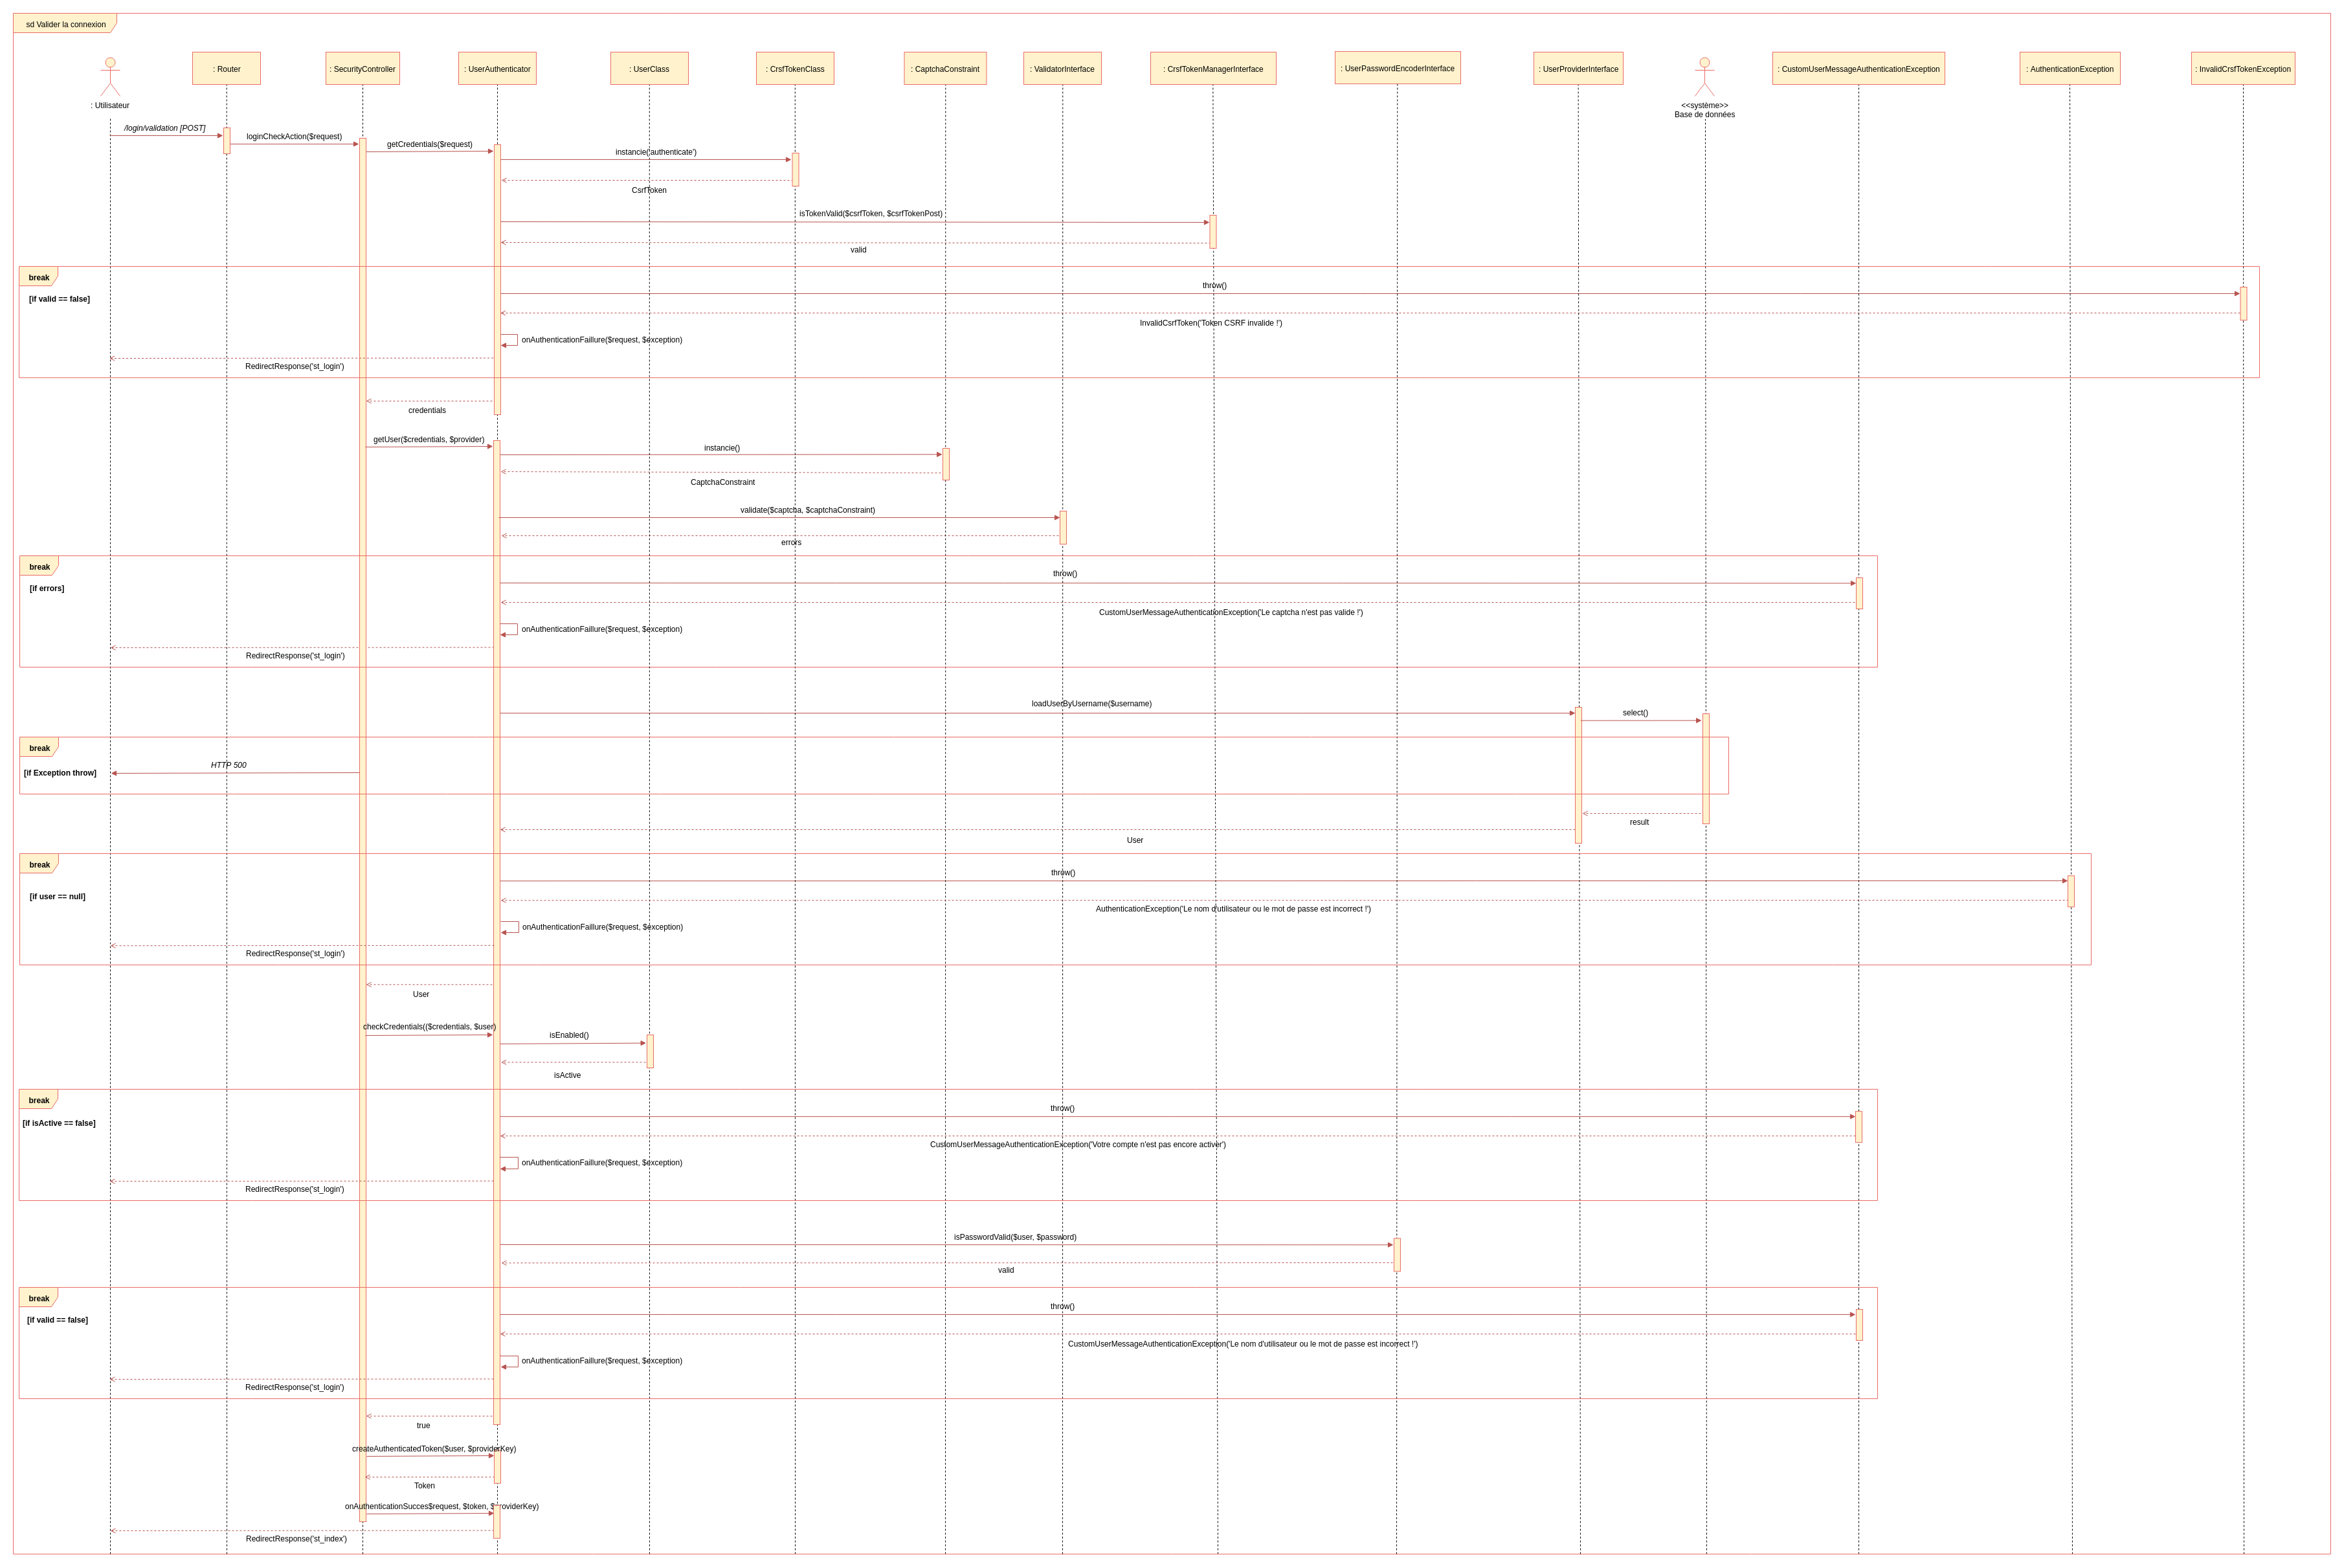 sd Valider la connexion
: Utilisateur
: Router
: SecurityController
: UserAuthenticator
: UserClass
: CrsfTokenClass
: CaptchaConstraint
: ValidatorInterface
: CrsfTokenManagerInterface
: UserPasswordEncoderInterface
: UserProviderInterface
<<système>>
Base de données
: CustomUserMessageAuthenticationException
: AuthenticationException
: InvalidCrsfTokenException
/login/validation [POST]
loginCheckAction($request)
getCredentials($request)
instancie('authenticate')
CsrfToken
isTokenValid($csrfToken, $csrfTokenPost)
valid
break
[if valid == false]
throw()
InvalidCsrfToken('Token CSRF invalide !')
onAuthenticationFaillure($request, $exception)
RedirectResponse('st_login')
credentials
getUser($credentials, $provider)
instancie()
CaptchaConstraint
validate($captcha, $captchaConstraint)
errors
break
[if errors]
throw()
CustomUserMessageAuthenticationException('Le captcha n'est pas valide !')
onAuthenticationFaillure($request, $exception)
RedirectResponse('st_login')
loadUserByUsername($username)
select()
break
[if Exception throw]
HTTP 500
result
User
break
[if user == null]
throw()
AuthenticationException('Le nom d'utilisateur ou le mot de passe est incorrect !')
onAuthenticationFaillure($request, $exception)
RedirectResponse('st_login')
User
checkCredentials(($credentials, $user)
isEnabled()
isActive
break
[if isActive == false]
throw()
CustomUserMessageAuthenticationException('Votre compte n'est pas encore activer')
onAuthenticationFaillure($request, $exception)
RedirectResponse('st_login')
isPasswordValid($user, $password)
valid
break
[if valid == false]
throw()
CustomUserMessageAuthenticationException('Le nom d'utilisateur ou le mot de passe est incorrect !')
onAuthenticationFaillure($request, $exception)
RedirectResponse('st_login')
true
createAuthenticatedToken($user, $providerKey)
Token
onAuthenticationSucces$request, $token, $providerKey)
RedirectResponse('st_index')